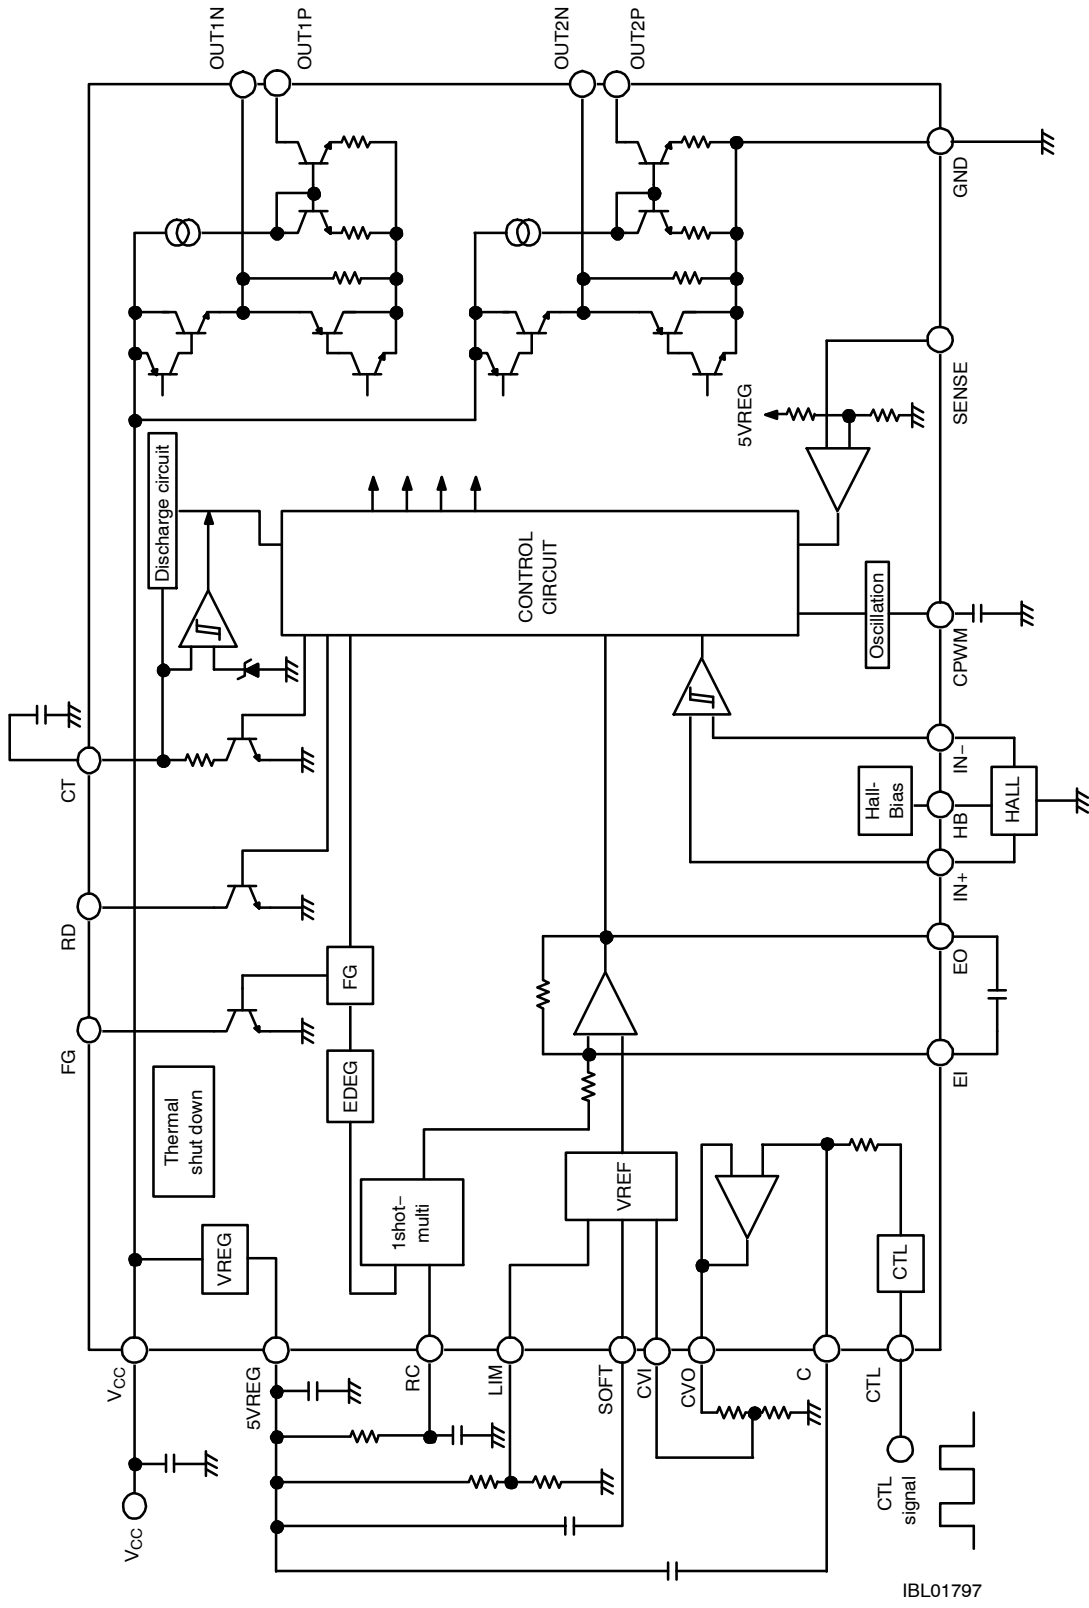 OUT1N
OUT1P
OUT2N
OUT2P
GND
SENSE
5VREG
Discharge circuit
CONTROL
CIRCUIT
Oscillation
CPWM
CT
IN−
Hall-
Bias
HB
HALL
IN+
RD
FG
FG
EO
EI
EDEG
Thermal
shut down
VREG
1shot−
multi
VREF
CTL
VCC
5VREG
RC
LIM
SOFT
CVI
CVO
C
CTL
VCC
CTL
signal
IBL01797